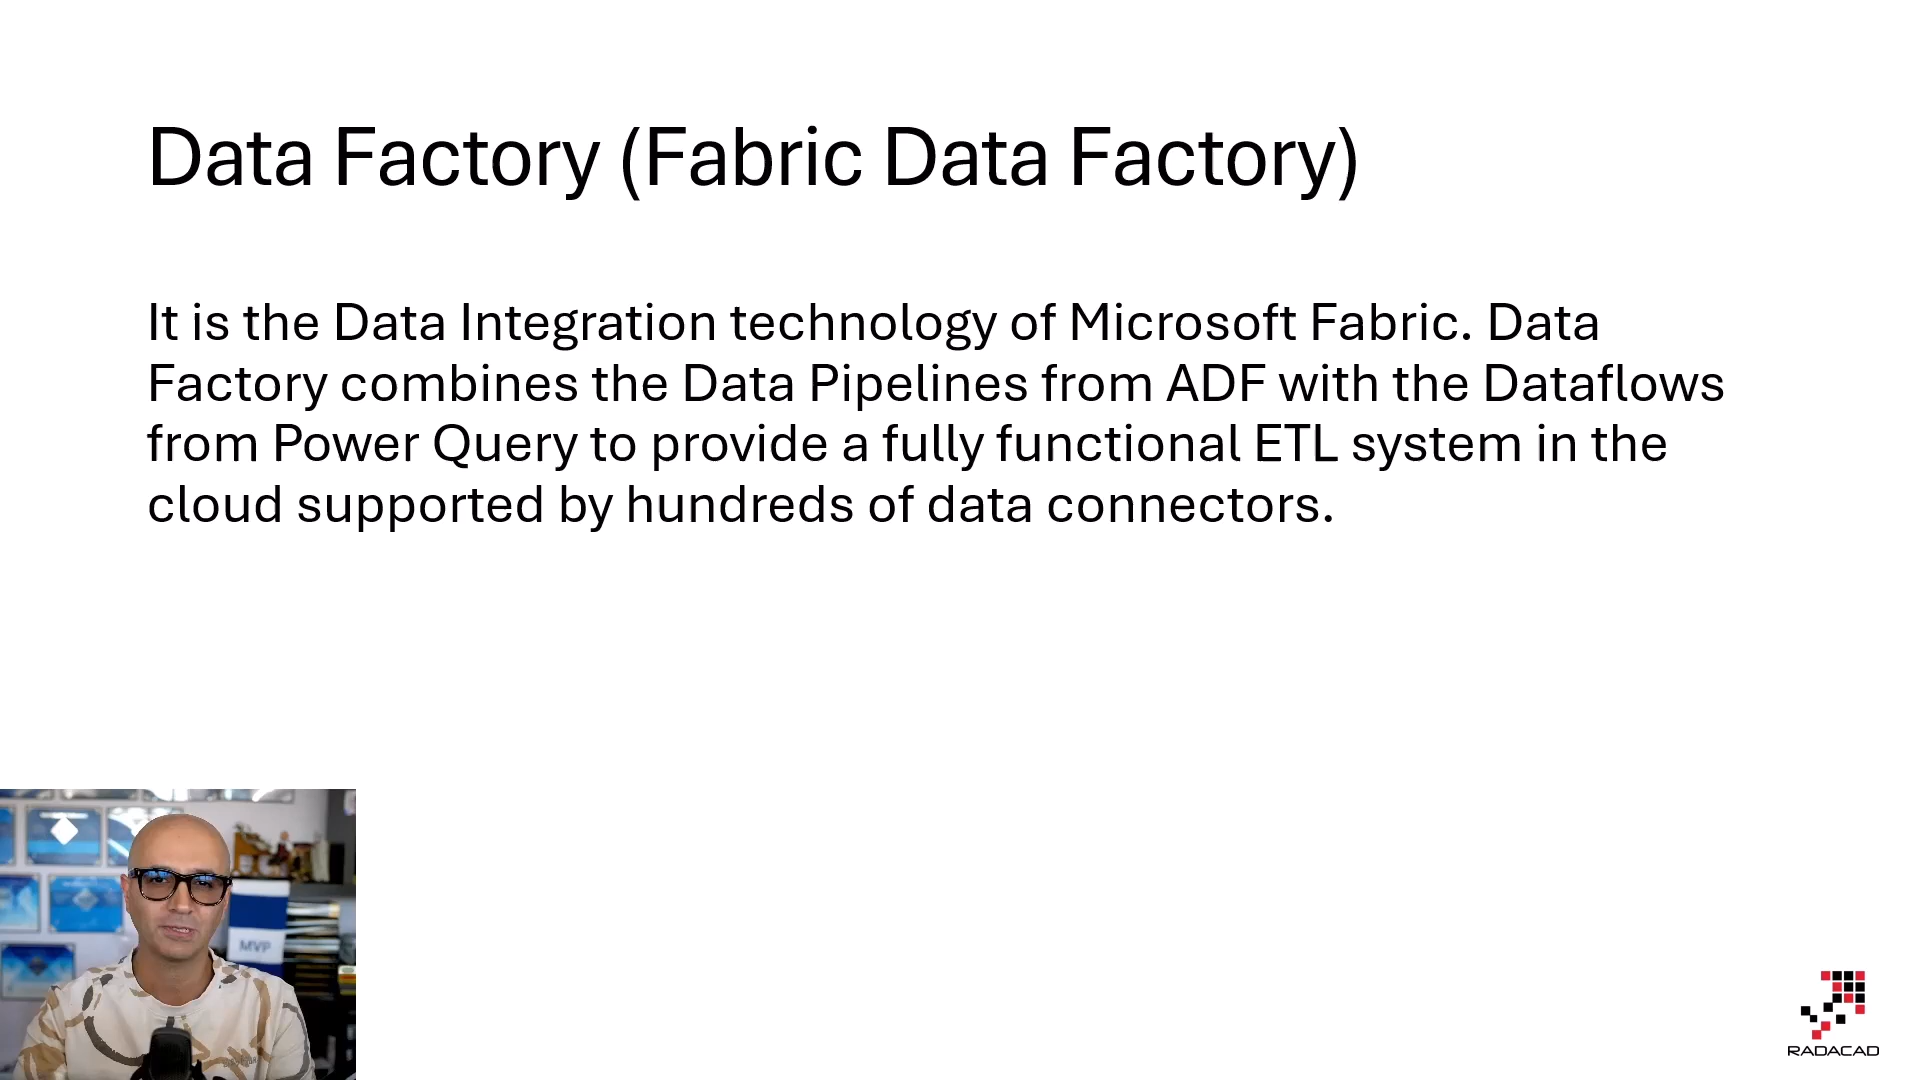 Data Factory (Fabric Data Factory)
It is the Data Integration technology of Microsoft Fabric. Data
Factory combines the Data Pipelines from ADF with the Dataflows
from Power Query to provide a fully functional ETL system in the
cloud supported by hundreds of data connectors.
MVP
RADACAD